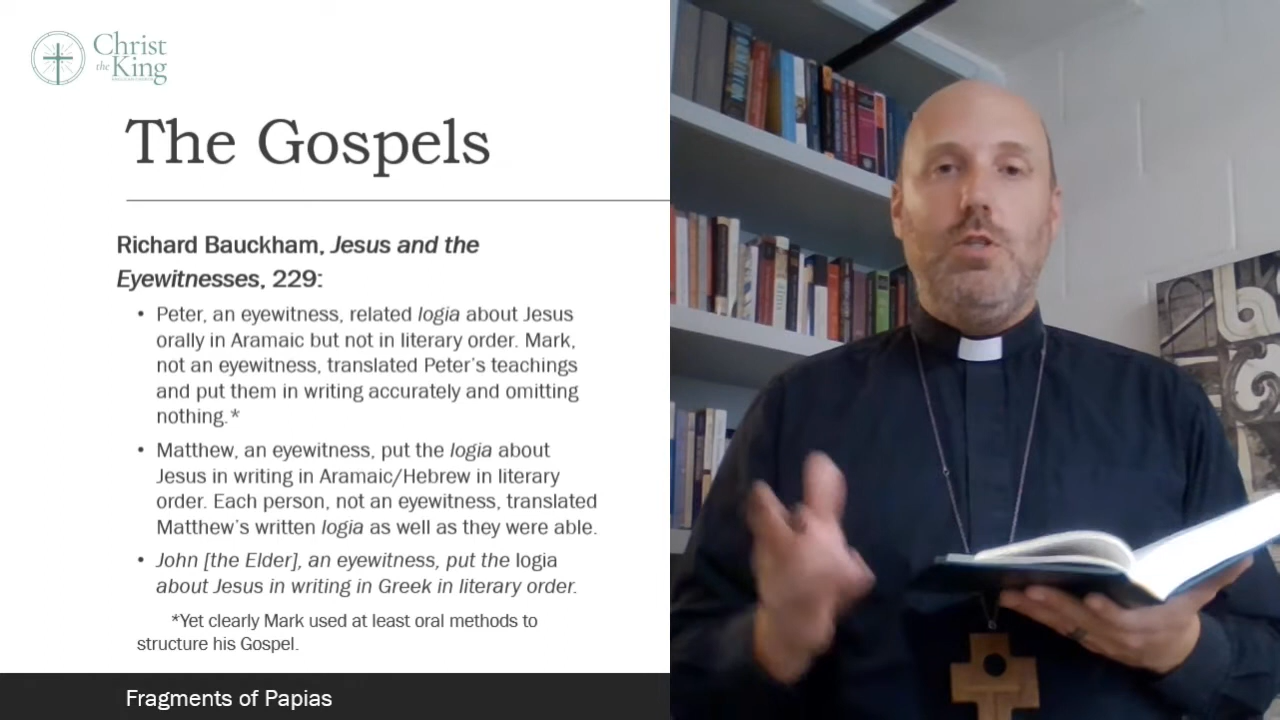 Christ
the King
The Gospels
Richard Bauckham, Jesus and the
Eyewitnesses, 229:
• Peter, an eyewitness, related logia about Jesus
orally in Aramaic but not in literary order. Mark,
not an eyewitness, translated Peter's teachings
and put them in writing accurately and omitting
nothing.*
• Matthew, an eyewitness, put the logia about
Jesus in writing in Aramaic/Hebrew in literary
order. Each person, not an eyewitness, translated
Matthew's written logia as well as they were able.
• John [the Elder], an eyewitness, put the logia
about Jesus in writing in Greek in literary order.
*Yet clearly Mark used at least oral methods to
structure his Gospel.
Fragments of Papias